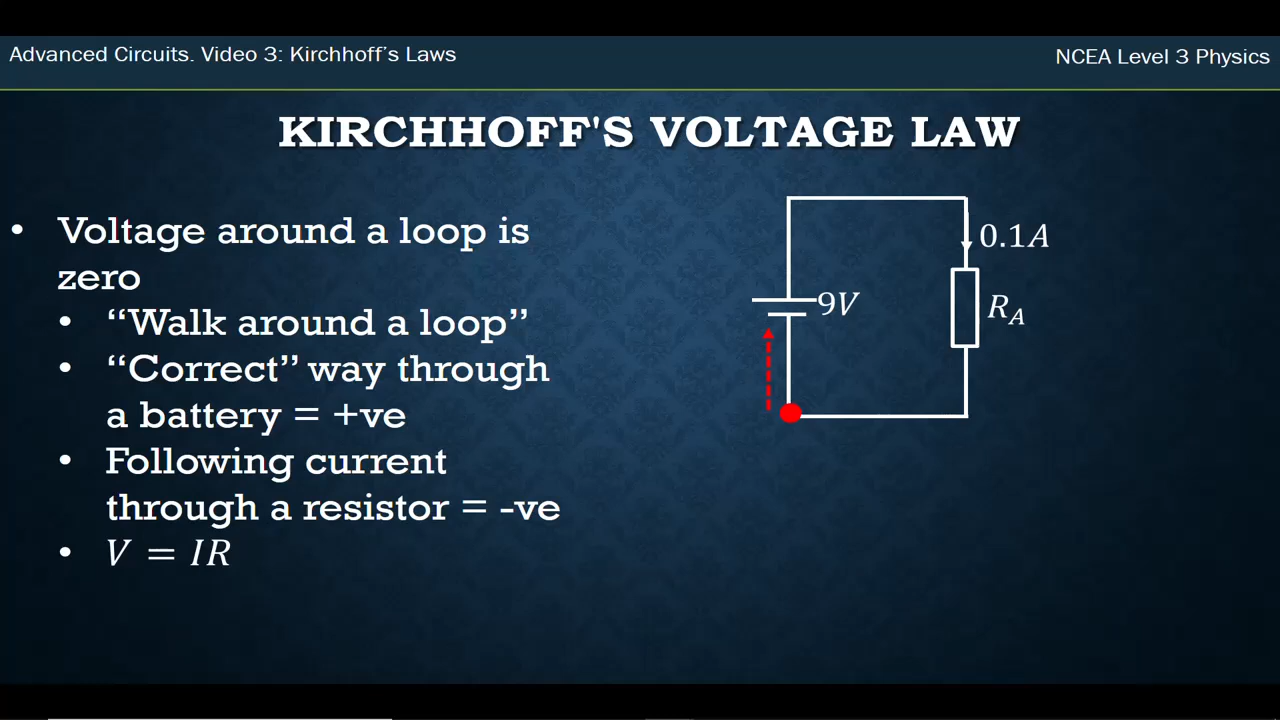 Advanced Circuits. Video 3: Kirchhoff's Laws
NCEA Level 3 Physics
KIRCHHOFF'S VOLTAGE LAW
• Voltage around a loop is
zero
• “Walk around a loop”
• “Correct” way through
a battery = +ve
• Following current
through a resistor = -ve
• V = IR
0.1A
9V
R_A